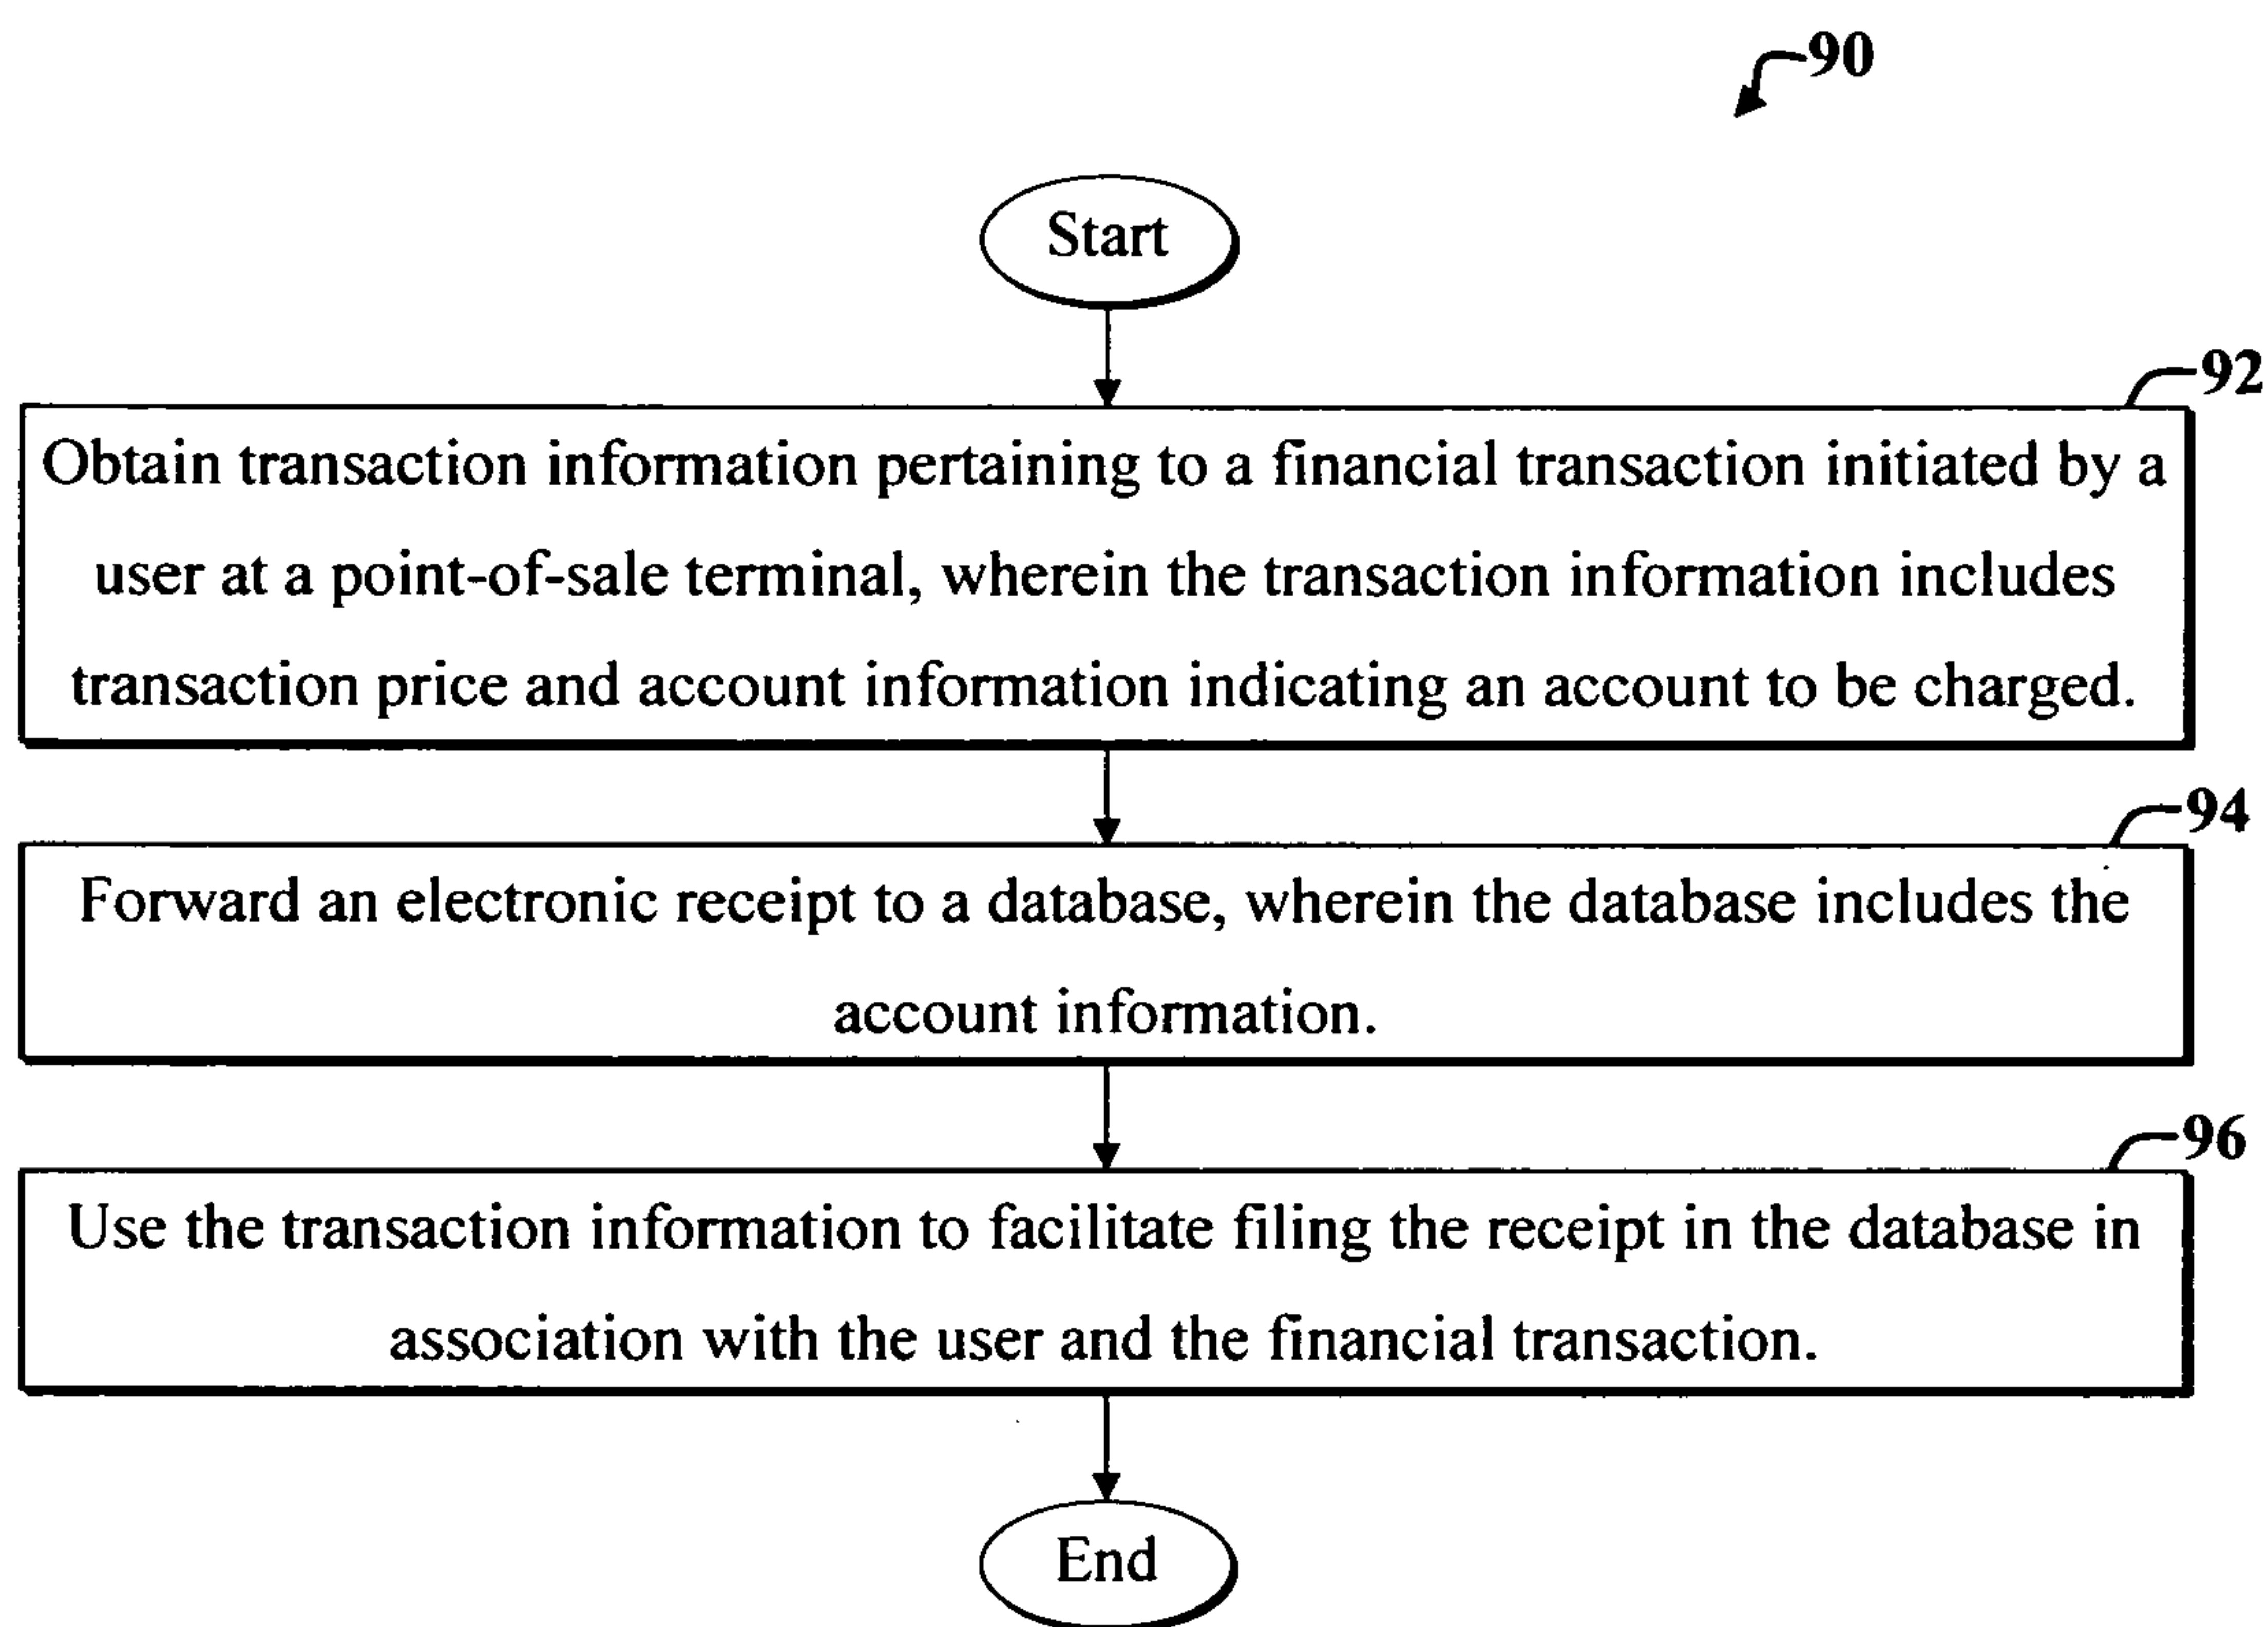 90
Start
92
Obtain transaction information pertaining to a financial transaction initiated by a
user at a point-of-sale terminal, wherein the transaction information includes
transaction price and account information indicating an account to be charged.
94
Forward an electronic receipt to a database, wherein the database includes the
account information.
96
Use the transaction information to facilitate filing the receipt in the database in
association with the user and the financial transaction.
End